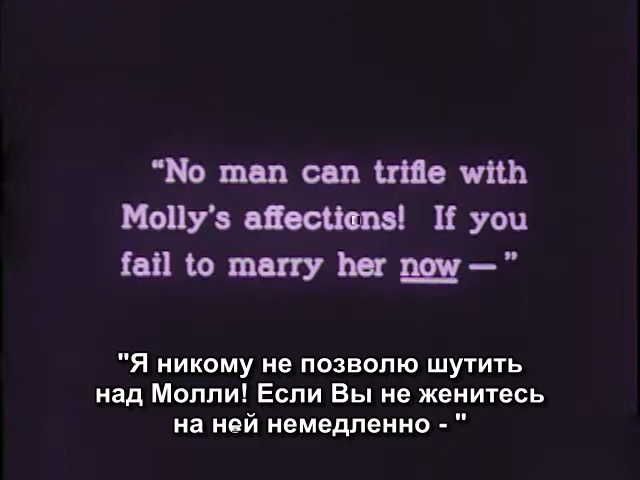 “No man can trifle with
Molly’s affections! If you
fail to marry her now — ”
"Я никому не позволю шутить
над Молли! Если Вы не женитесь
на ней немедленно - "